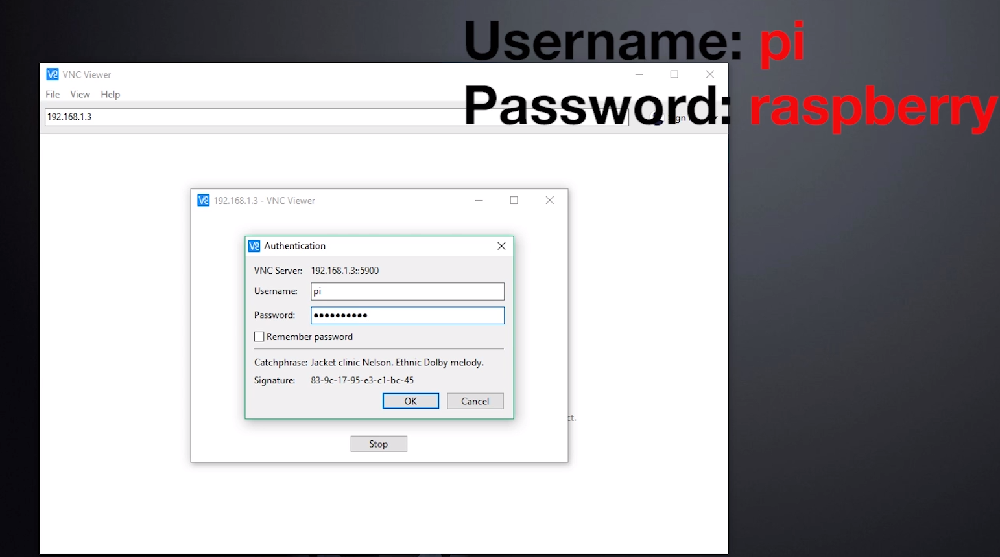 Username: pi
VNC Viewer
File View Help
Password: raspberry
192.168.1.3
192.168.1.3 - VNC Viewer
Authentication
VNC Server: 192.168.1.3::5900
Username: pi
Password: ••••••••••
Remember password
Catchphrase: Jacket clinic Nelson. Ethnic Dolby melody.
Signature: 83-9c-17-95-e3-c1-bc-45
OK Cancel
ct.
Stop